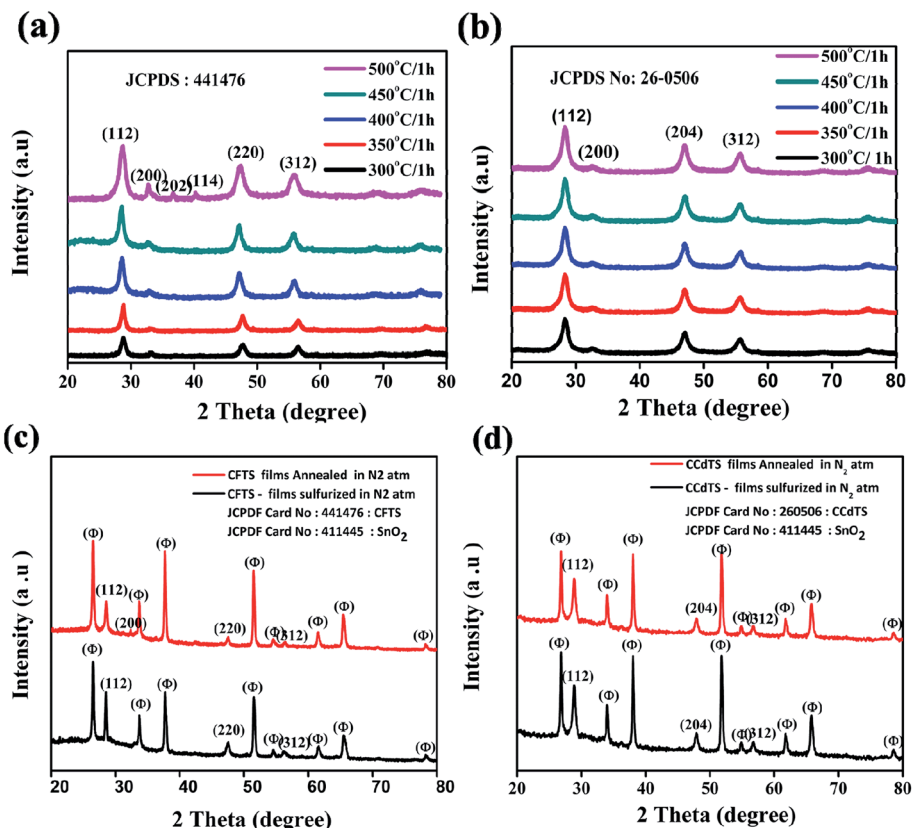 (a)
JCPDS : 441476
500°C/1h
450°C/1h
400°C/1h
350°C/1h
300°C/1h
(112)
(200)
(202)
(114)
(220)
(312)
Intensity (a.u)
20 30 40 50 60 70 80
2 Theta (degree)
(b)
JCPDS No: 26-0506
500°C/1h
450°C/1h
400°C/1h
350°C/1h
300°C/ 1h
(112)
(200)
(204)
(312)
Intensity (a.u)
20 30 40 50 60 70 80
2 Theta (degree)
(c)
CFTS films Annealed in N2 atm
CFTS - films sulfurized in N2 atm
JCPDF Card No : 441476 : CFTS
JCPDF Card No : 411445 : SnO₂
(Φ) (112) (200) (Φ) (Φ) (220) (Φ) (Φ) (312) (Φ) (Φ) (Φ)
(Φ) (112) (Φ) (Φ) (220) (Φ) (Φ) (312) (Φ) (Φ) (Φ)
Intensity (a .u)
20 30 40 50 60 70 80
2 Theta (degree)
(d)
CCdTS films Annealed in N₂ atm
CCdTS - films sulfurized in N₂ atm
JCPDF Card No : 260506 : CCdTS
JCPDF Card No : 411445 : SnO₂
(Φ) (112) (Φ) (Φ) (204) (Φ) (Φ) (312) (Φ) (Φ) (Φ)
(Φ) (112) (Φ) (Φ) (204) (Φ) (Φ) (312) (Φ) (Φ) (Φ)
Intensity (a .u)
20 30 40 50 60 70 80
2 Theta (degree)